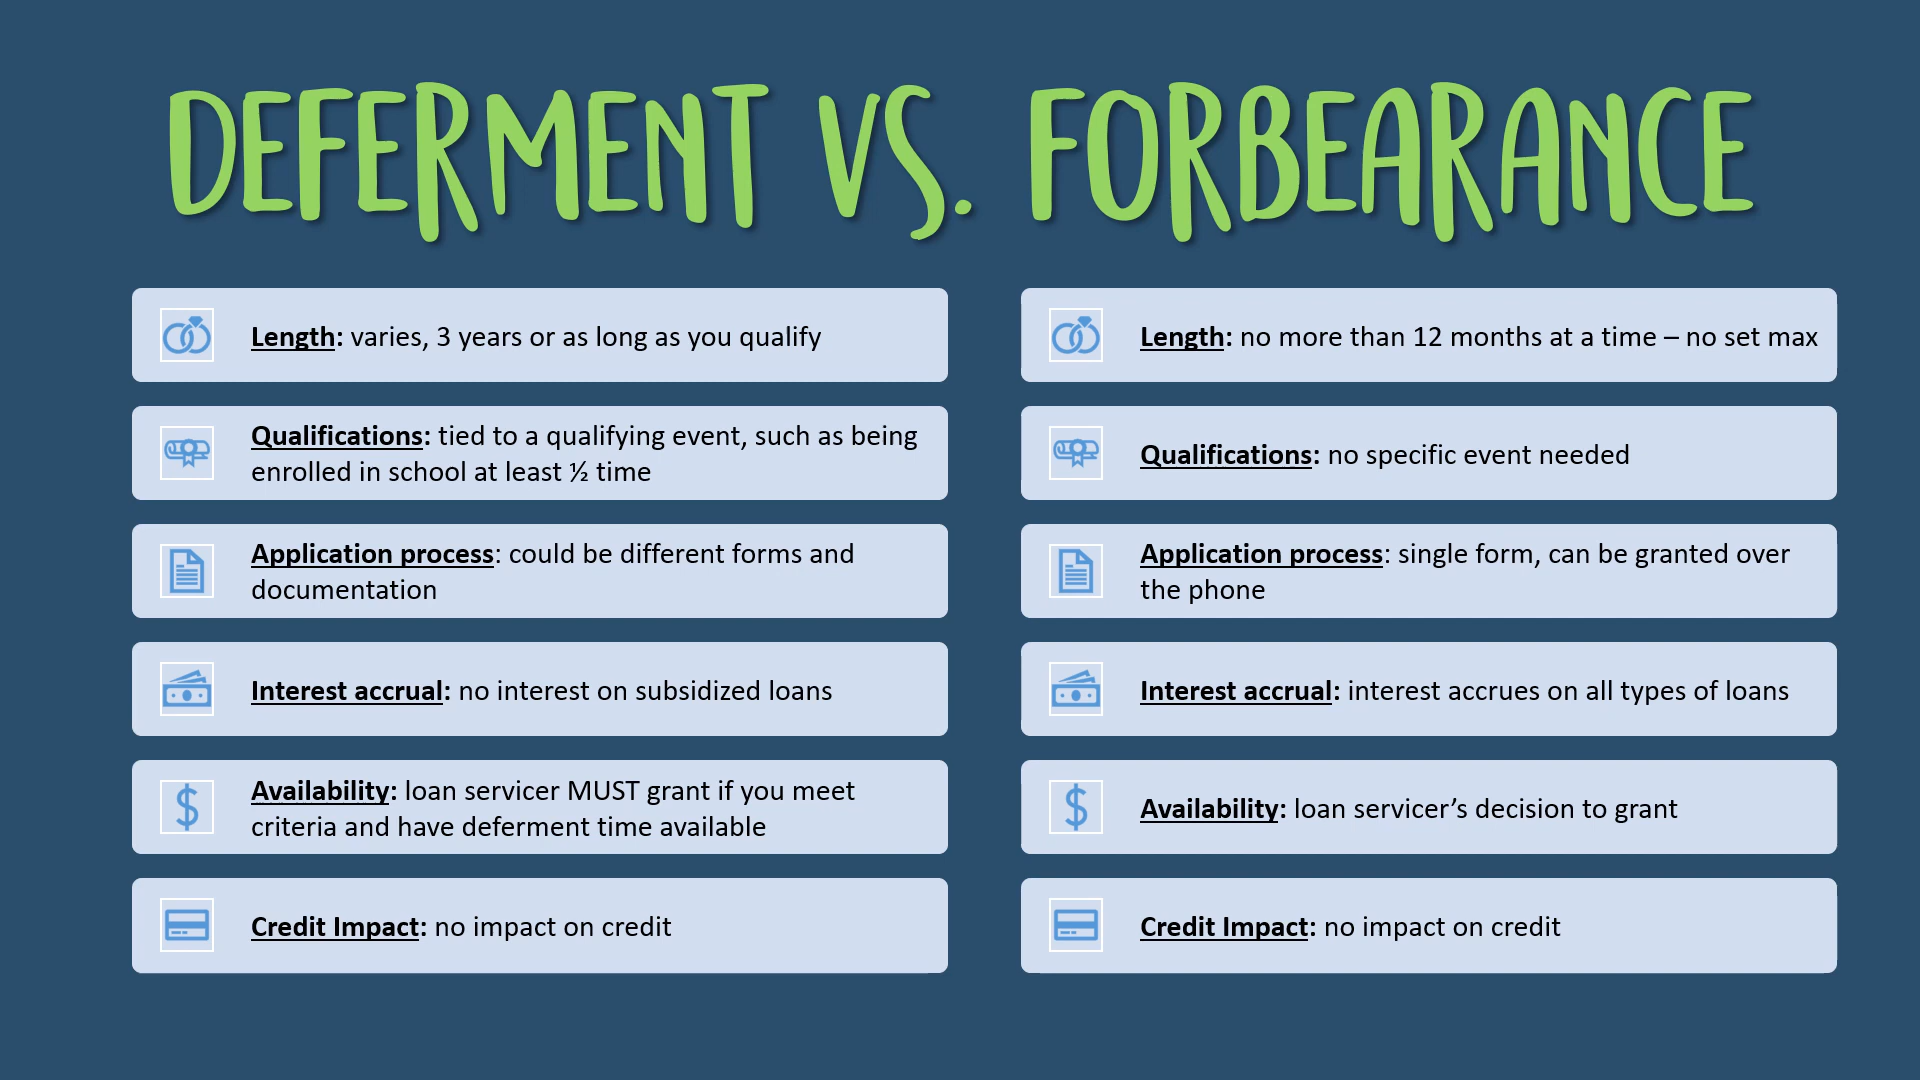 DEFERMENT VS. FORBEARANCE
Length: varies, 3 years or as long as you qualify
Qualifications: tied to a qualifying event, such as being
enrolled in school at least ½ time
Application process: could be different forms and
documentation
Interest accrual: no interest on subsidized loans
Availability: loan servicer MUST grant if you meet
criteria and have deferment time available
Credit Impact: no impact on credit
Length: no more than 12 months at a time – no set max
Qualifications: no specific event needed
Application process: single form, can be granted over
the phone
Interest accrual: interest accrues on all types of loans
Availability: loan servicer’s decision to grant
Credit Impact: no impact on credit